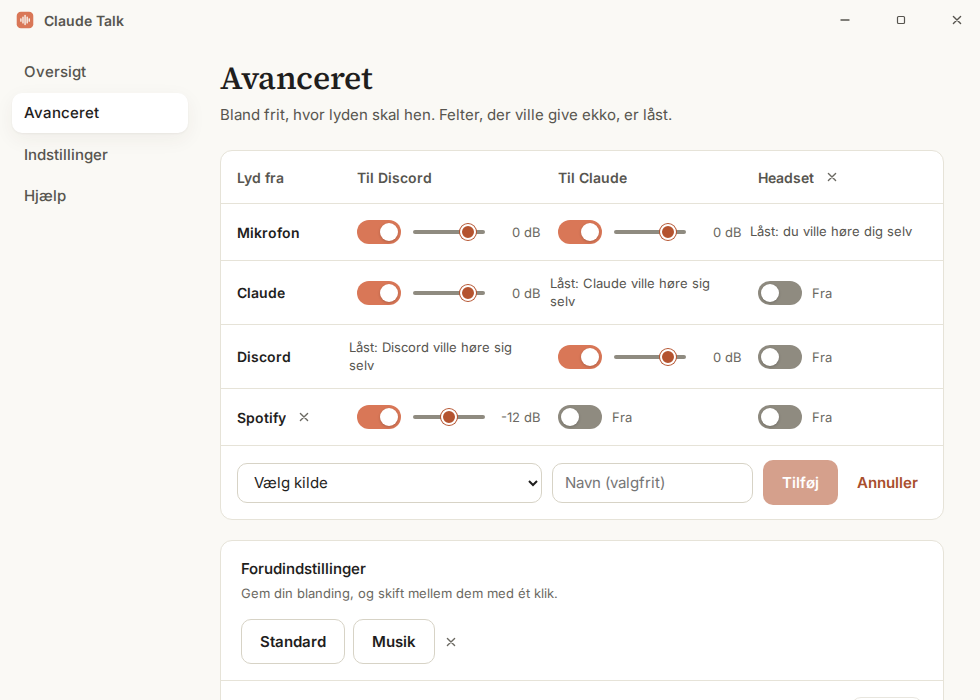 Claude Talk
Oversigt
Avanceret
Indstillinger
Hjælp
Avanceret
Bland frit, hvor lyden skal hen. Felter, der ville give ekko, er låst.
Lyd fra Til Discord Til Claude Headset
Mikrofon 0 dB 0 dB Låst: du ville høre dig selv
Claude 0 dB Låst: Claude ville høre sig
selv
Fra
Discord Låst: Discord ville høre sig
selv
0 dB Fra
Spotify -12 dB Fra Fra
Vælg kilde Navn (valgfrit) Tilføj Annuller
Forudindstillinger
Gem din blanding, og skift mellem dem med ét klik.
Standard Musik